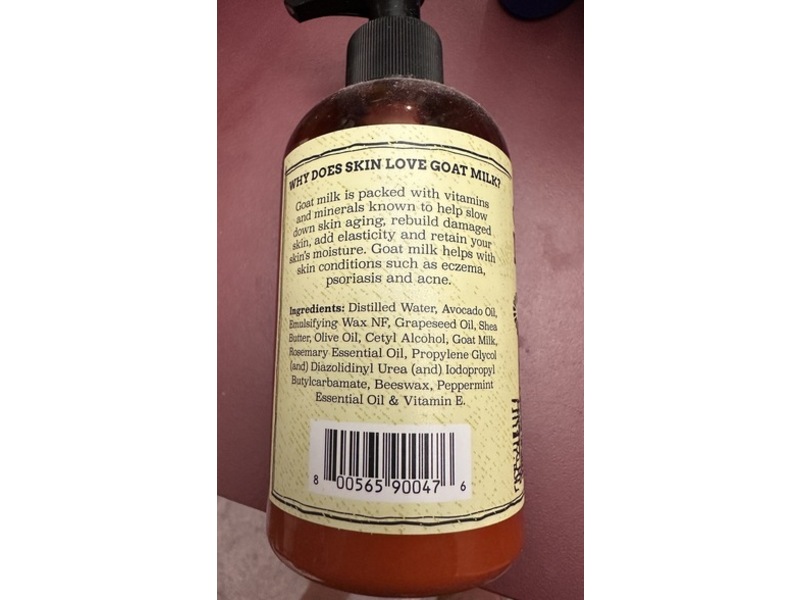 WHY DOES SKIN LOVE GOAT MILK?
Goat milk is packed with vitamins
and minerals known to help slow
down skin aging, rebuild damaged
skin, add elasticity and retain your
skin's moisture. Goat milk helps with
skin conditions such as eczema,
psoriasis and acne.
Ingredients: Distilled Water, Avocado Oil,
Emulsifying Wax NF, Grapeseed Oil, Shea
Butter, Olive Oil, Cetyl Alcohol, Goat Milk,
Rosemary Essential Oil, Propylene Glycol
(and) Diazolidinyl Urea (and) Iodopropyl
Butylcarbamate, Beeswax, Peppermint
Essential Oil & Vitamin E.
8 00565 90047 6